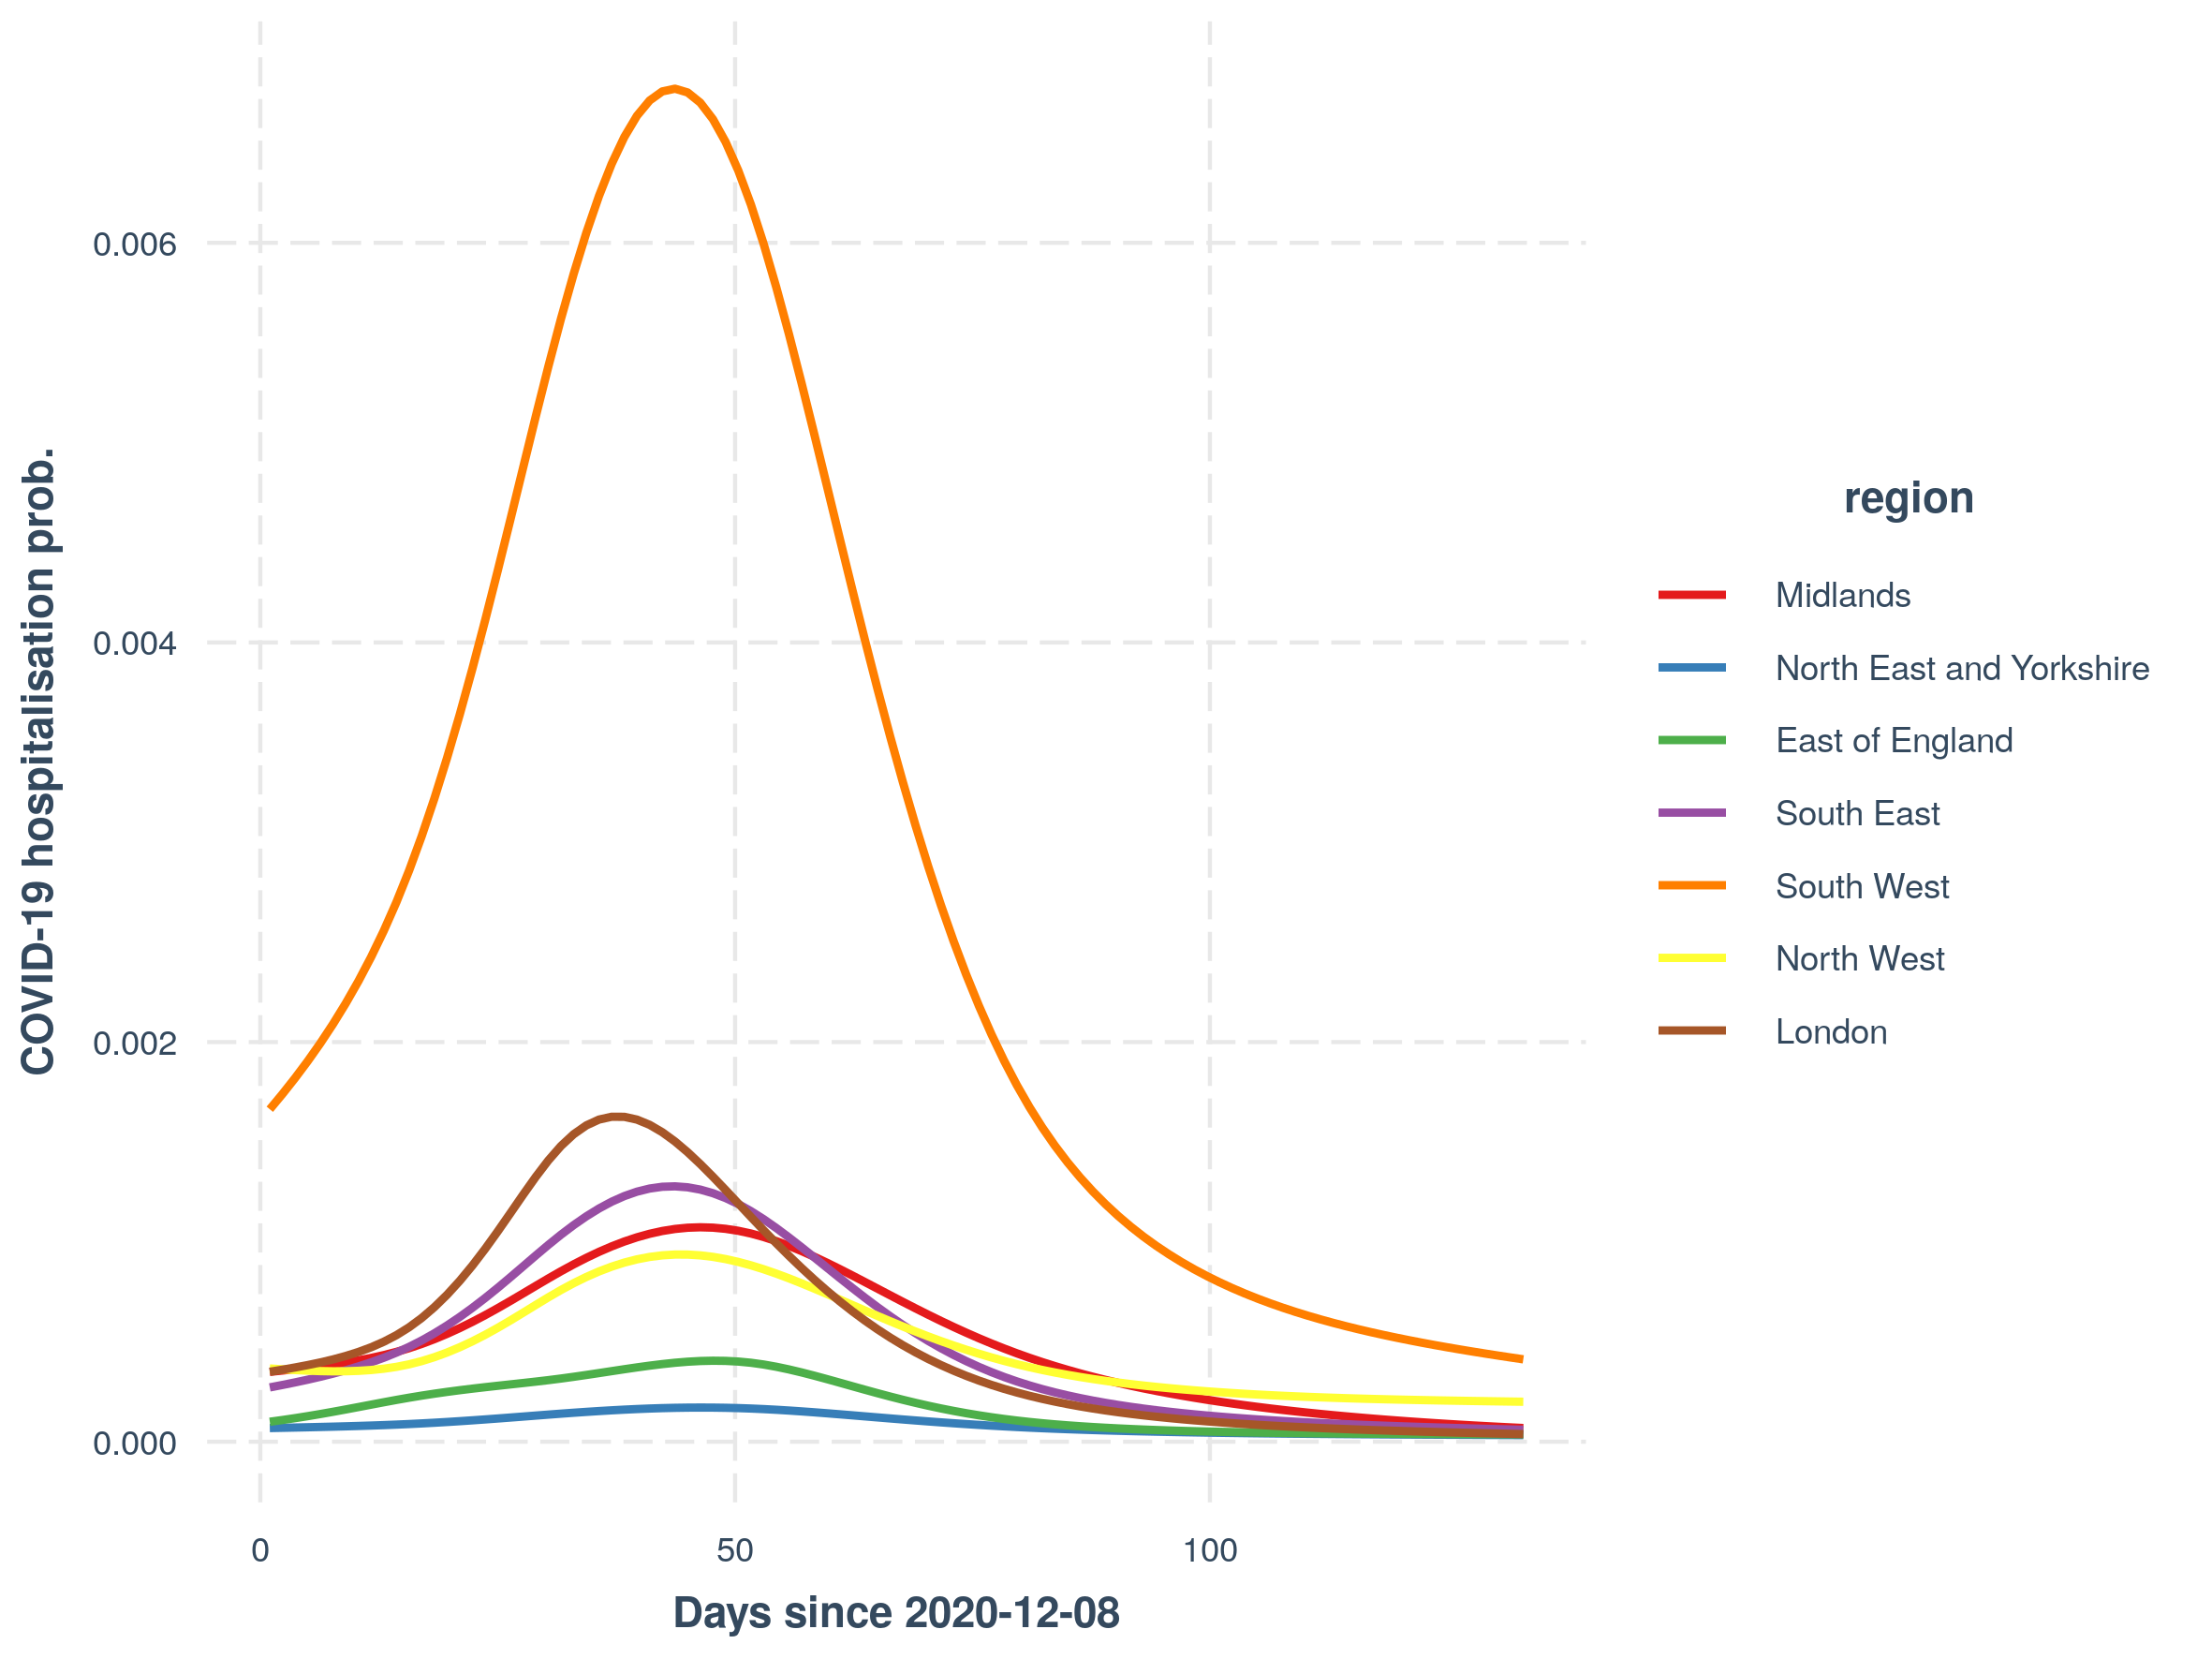 COVID-19 hospitalisation prob.
0.006
0.004
0.002
0.000
0
50
100
Days since 2020-12-08
region
Midlands
North East and Yorkshire
East of England
South East
South West
North West
London